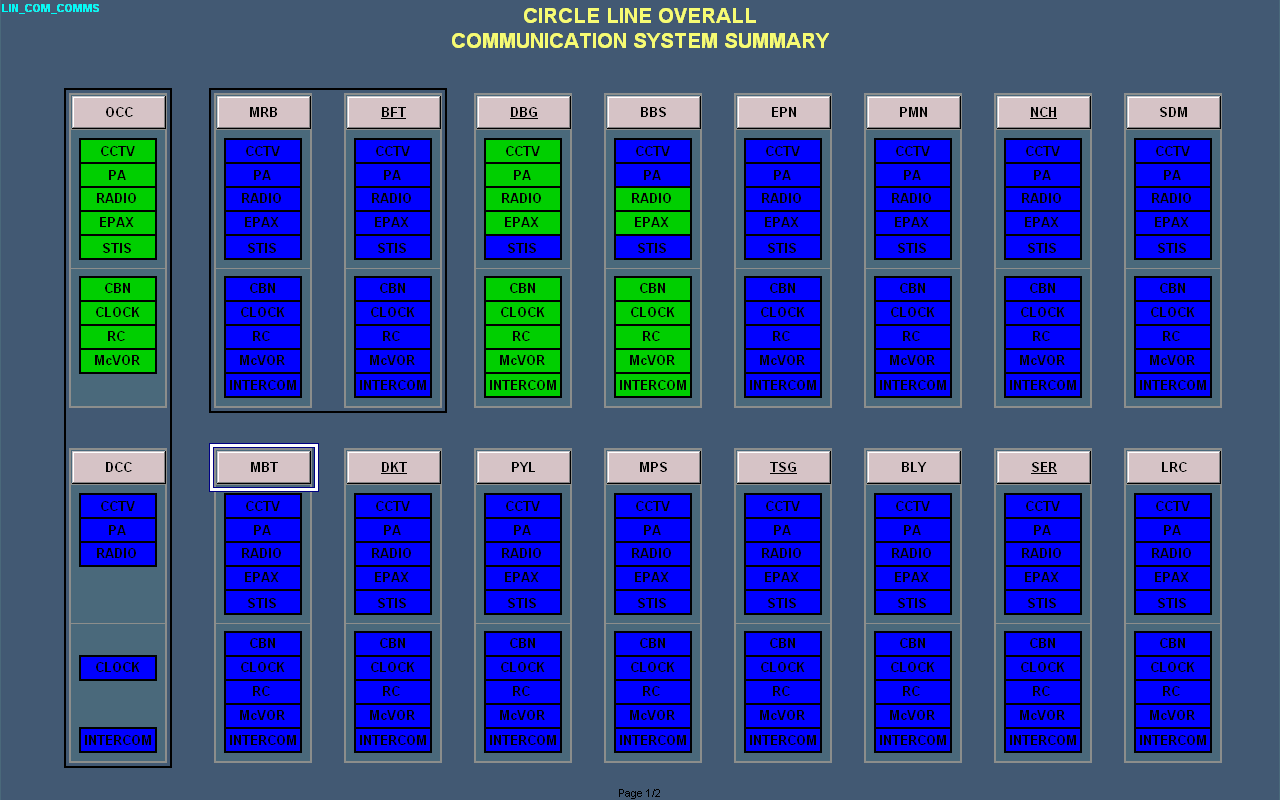 LIN_COM_COMMS
CIRCLE LINE OVERALL
COMMUNICATION SYSTEM SUMMARY
OCC MRB BFT DBG BBS EPN PMN NCH SDM
CCTV CCTV CCTV CCTV CCTV CCTV CCTV CCTV CCTV
PA PA PA PA PA PA PA PA PA
RADIO RADIO RADIO RADIO RADIO RADIO RADIO RADIO RADIO
EPAX EPAX EPAX EPAX EPAX EPAX EPAX EPAX EPAX
STIS STIS STIS STIS STIS STIS STIS STIS STIS
CBN CBN CBN CBN CBN CBN CBN CBN CBN
CLOCK CLOCK CLOCK CLOCK CLOCK CLOCK CLOCK CLOCK CLOCK
RC RC RC RC RC RC RC RC RC
McVOR McVOR McVOR McVOR McVOR McVOR McVOR McVOR McVOR
INTERCOM INTERCOM INTERCOM INTERCOM INTERCOM INTERCOM INTERCOM INTERCOM
DCC MBT DKT PYL MPS TSG BLY SER LRC
CCTV CCTV CCTV CCTV CCTV CCTV CCTV CCTV CCTV
PA PA PA PA PA PA PA PA PA
RADIO RADIO RADIO RADIO RADIO RADIO RADIO RADIO RADIO
EPAX EPAX EPAX EPAX EPAX EPAX EPAX EPAX
STIS STIS STIS STIS STIS STIS STIS STIS
CBN CBN CBN CBN CBN CBN CBN CBN
CLOCK CLOCK CLOCK CLOCK CLOCK CLOCK CLOCK CLOCK CLOCK
RC RC RC RC RC RC RC RC
McVOR McVOR McVOR McVOR McVOR McVOR McVOR McVOR
INTERCOM INTERCOM INTERCOM INTERCOM INTERCOM INTERCOM INTERCOM INTERCOM INTERCOM
Page 1/2